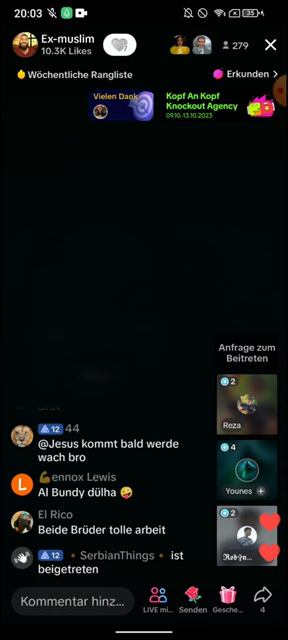 20:03
35
Ex-muslim
10.3K Likes
279
Wöchentliche Rangliste
Erkunden
Vielen Dank
Kopf An Kopf
Knockout Agency
09.10.-13.10.2023
Anfrage zum
Beitreten
2
Reza
12 44
@Jesus kommt bald werde
wach bro
4
Younes +
ennox Lewis
Al Bundy dülha
2
El Rico
Beide Brüder tolle arbeit
12 SerbianThings ist
beigetreten
Kommentar hinz...
LIVE mi...
Senden
Gesche...
4